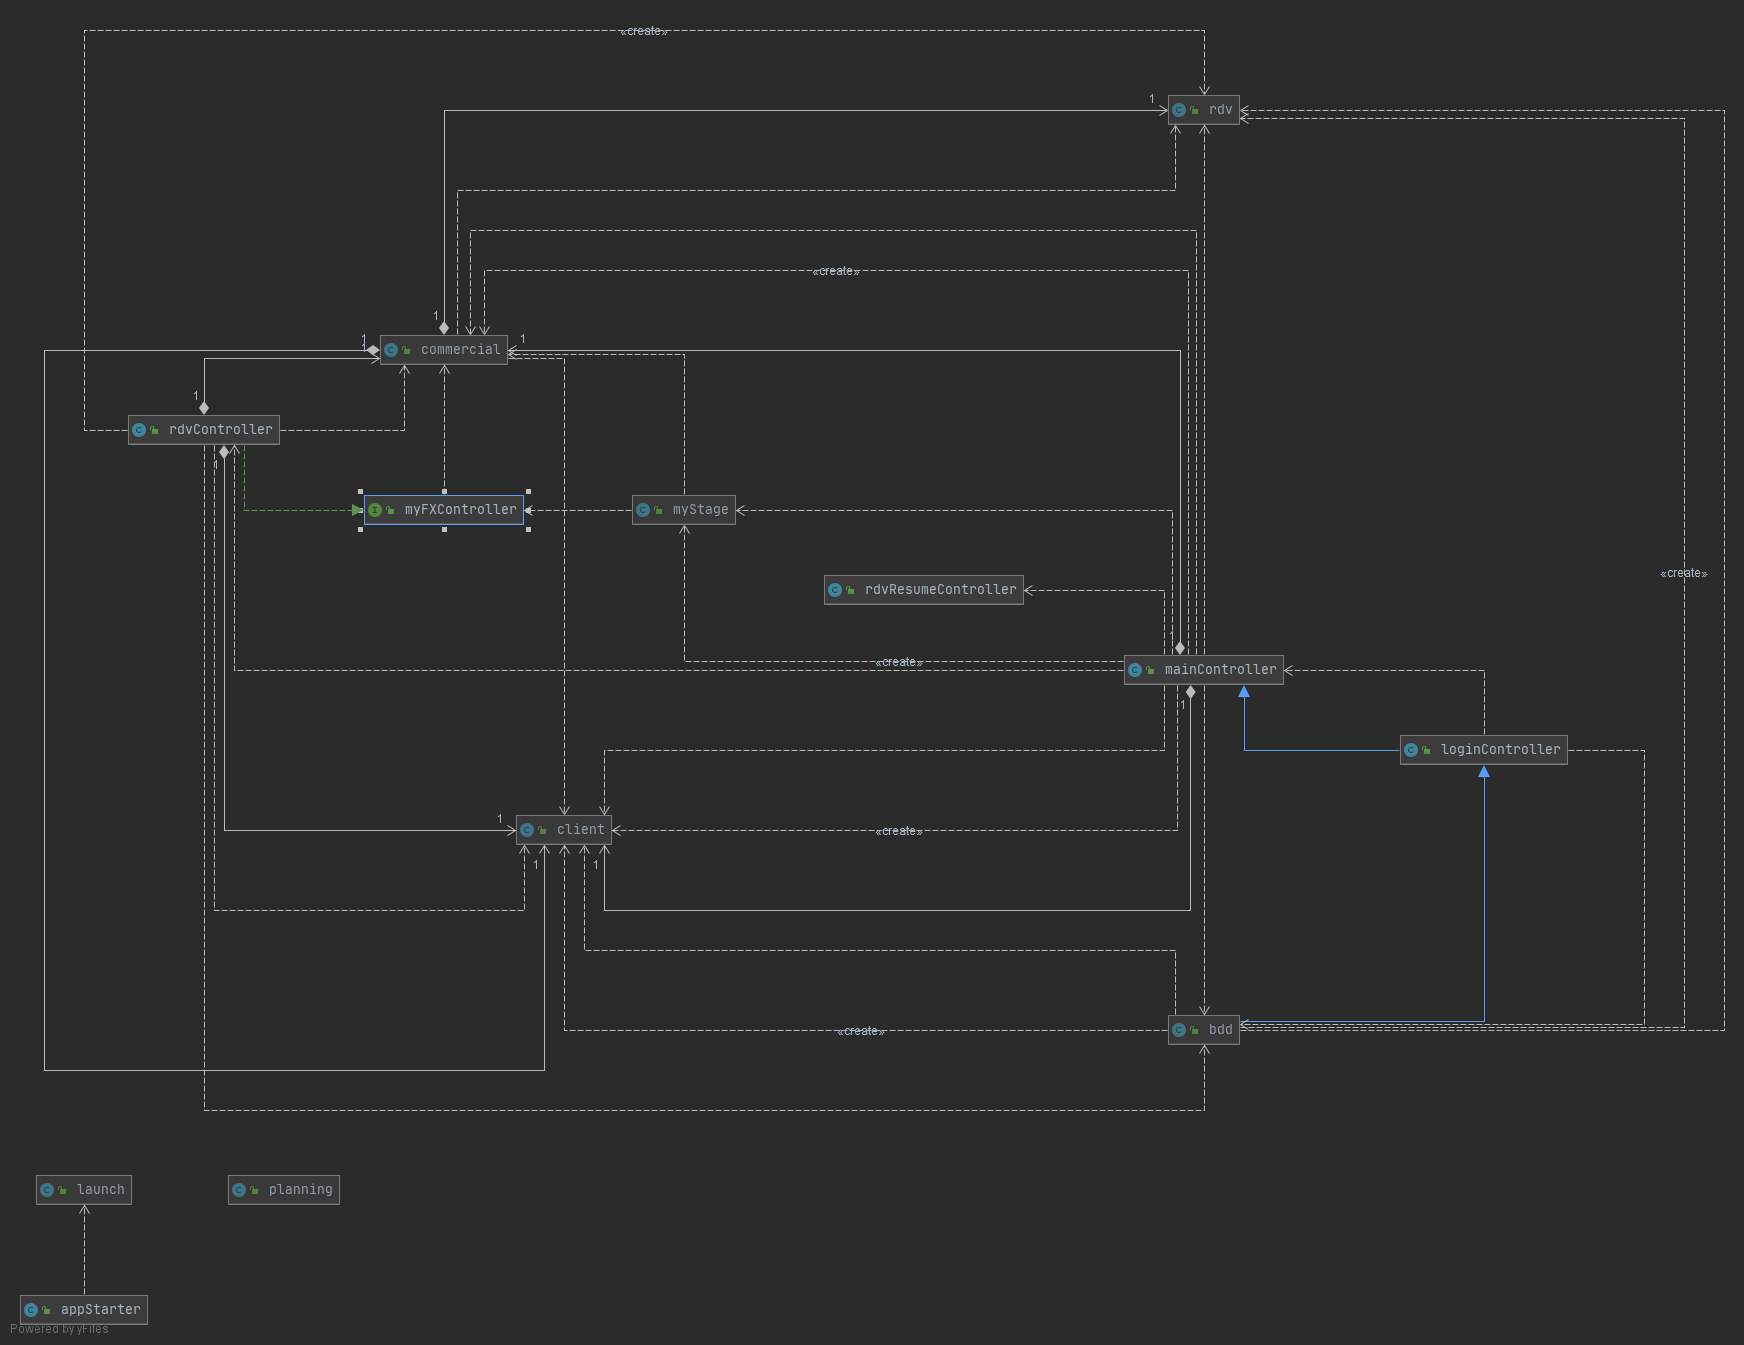 «create»
1
rdv
«create»
1
1
1
1
commercial
1
rdvController
1
myFXController
myStage
«create»
rdvResumeController
1
«create»
mainController
1
loginController
1
client
«create»
1
1
bdd
«create»
launch
planning
appStarter
Powered by yFiles